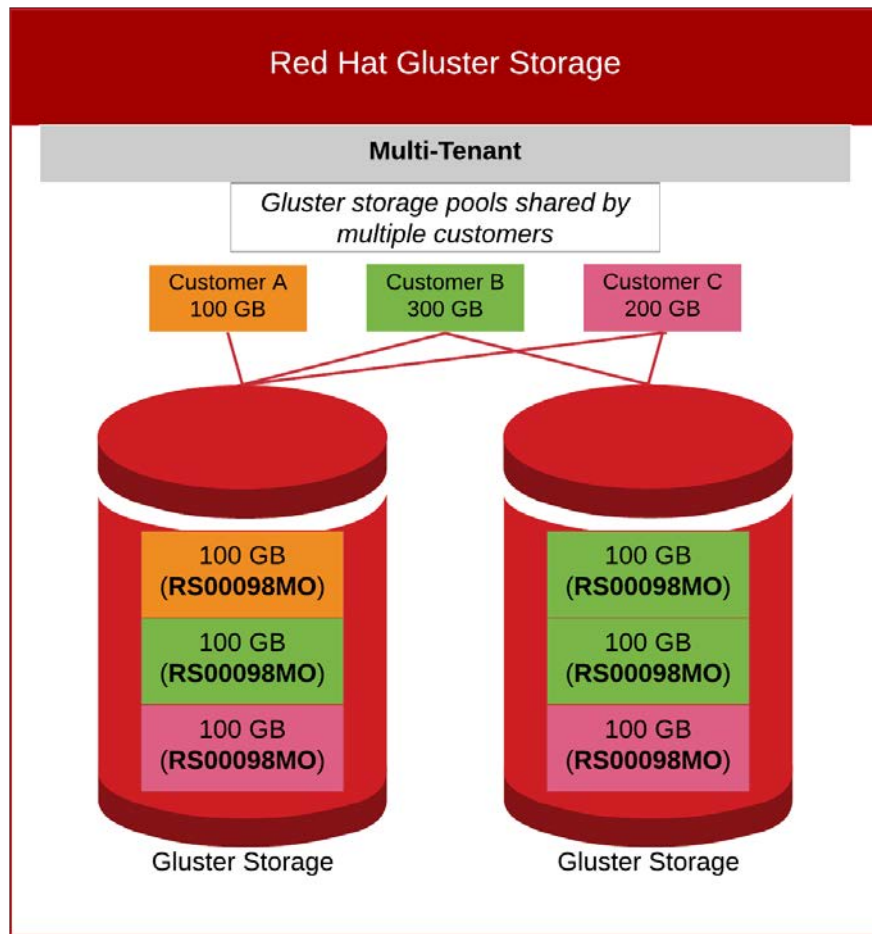 Red Hat Gluster Storage
Multi-Tenant
Gluster storage pools shared by
multiple customers
Customer A
100 GB
Customer B
300 GB
Customer C
200 GB
100 GB
(RS00098MO)
100 GB
(RS00098MO)
100 GB
(RS00098MO)
Gluster Storage
100 GB
(RS00098MO)
100 GB
(RS00098MO)
100 GB
(RS00098MO)
Gluster Storage